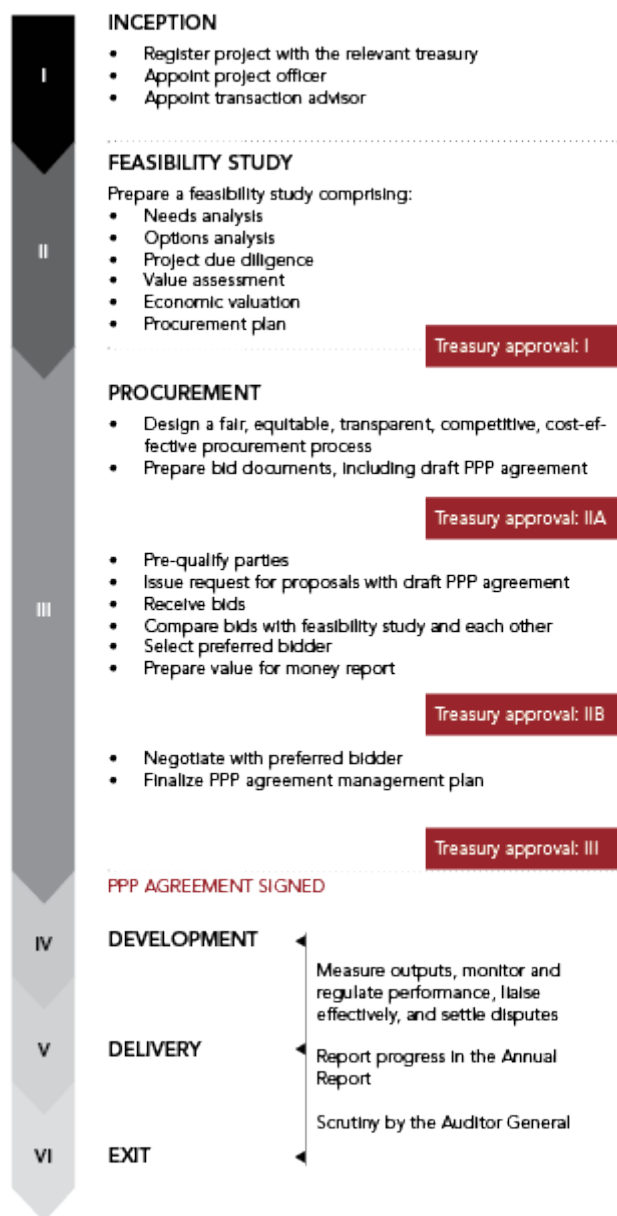 INCEPTION
• Register project with the relevant treasury
• Appoint project officer
• Appoint transaction advisor
I
FEASIBILITY STUDY
Prepare a feasibility study comprising:
• Needs analysis
• Options analysis
• Project due diligence
• Value assessment
• Economic valuation
• Procurement plan
II
Treasury approval: I
PROCUREMENT
• Design a fair, equitable, transparent, competitive, cost-ef-
fective procurement process
• Prepare bid documents, including draft PPP agreement
Treasury approval: IIA
• Pre-qualify parties
• Issue request for proposals with draft PPP agreement
III
• Receive bids
• Compare bids with feasibility study and each other
• Select preferred bidder
• Prepare value for money report
Treasury approval: IIB
• Negotiate with preferred bidder
• Finalize PPP agreement management plan
Treasury approval: III
PPP AGREEMENT SIGNED
IV
DEVELOPMENT
Measure outputs, monitor and
regulate performance, liaise
effectively, and settle disputes
V
DELIVERY
Report progress in the Annual
Report
Scrutiny by the Auditor General
VI
EXIT